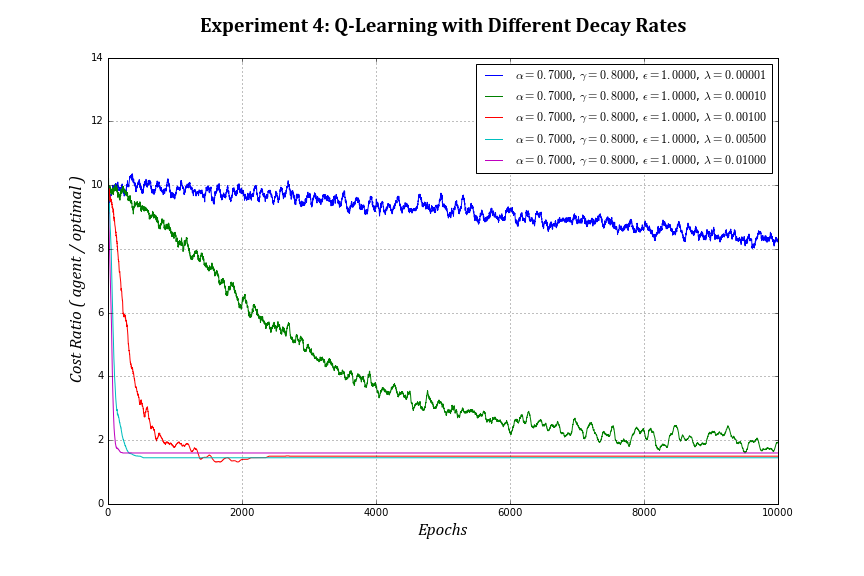 Experiment 4: Q-Learning with Different Decay Rates
14
12
10
8
6
4
2
0
Cost Ratio ( agent / optimal )
α = 0.7000, γ = 0.8000, ϵ = 1.0000, λ = 0.00001
α = 0.7000, γ = 0.8000, ϵ = 1.0000, λ = 0.00010
α = 0.7000, γ = 0.8000, ϵ = 1.0000, λ = 0.00100
α = 0.7000, γ = 0.8000, ϵ = 1.0000, λ = 0.00500
α = 0.7000, γ = 0.8000, ϵ = 1.0000, λ = 0.01000
0 2000 4000 6000 8000 10000
Epochs